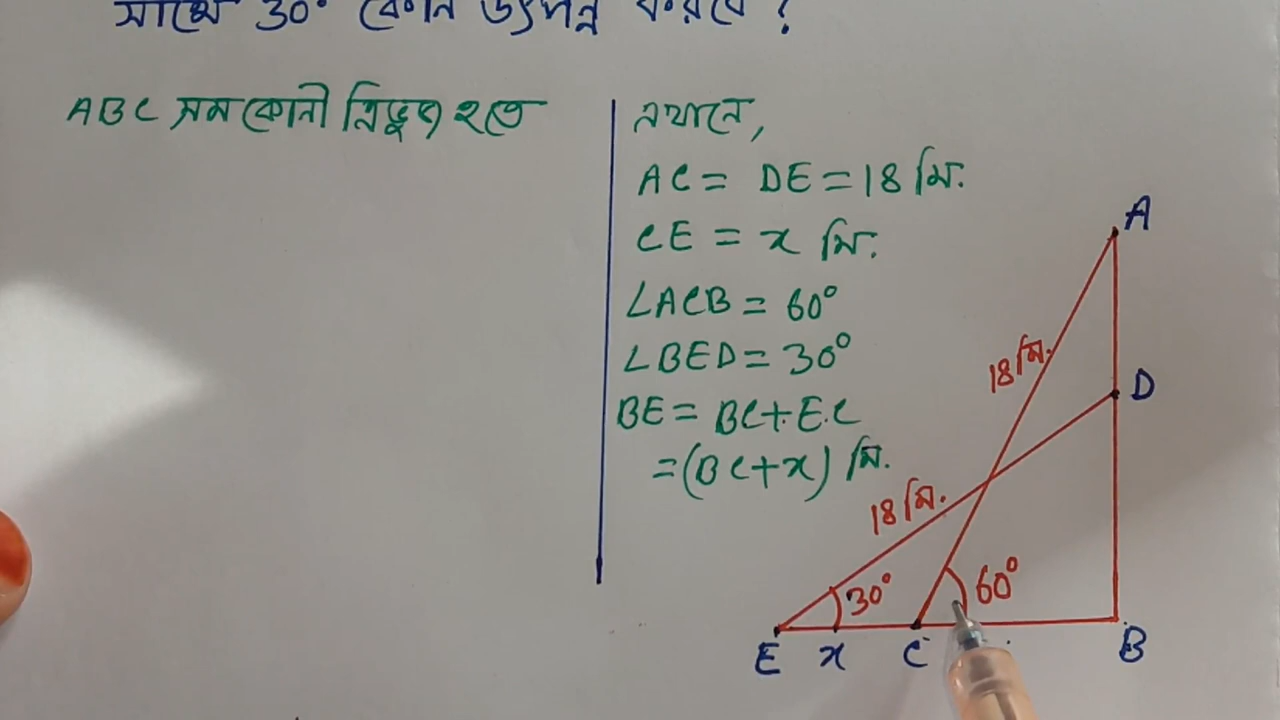 সাথে 30° কোন উৎপন্ন করবে ?
ABC সমকোনী ত্রিভুজ হতে
এখানে,
AC = DE = 18 মি.
CE = x মি.
∠ACB = 60°
∠BED = 30°
BE = BC + EC
= (BC + x) মি.
A
18 মি.
D
18 মি.
30°
60°
E x C B